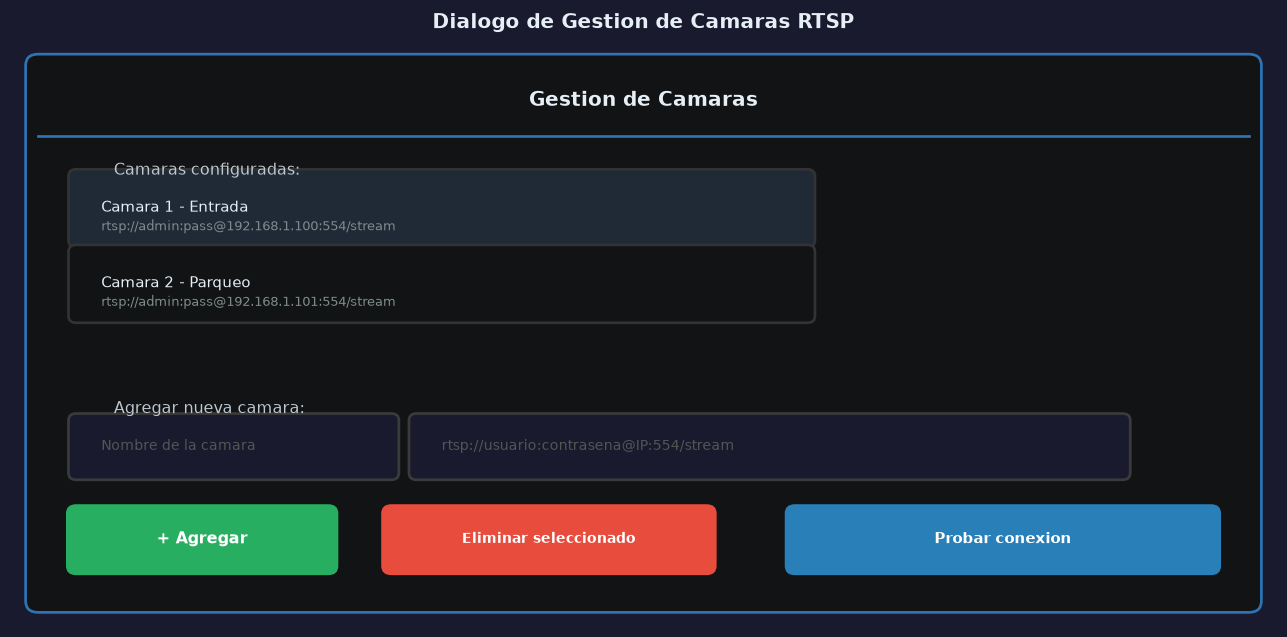 Dialogo de Gestion de Camaras RTSP
Gestion de Camaras
Camaras configuradas:
Camara 1 - Entrada
rtsp://admin:pass@192.168.1.100:554/stream
Camara 2 - Parqueo
rtsp://admin:pass@192.168.1.101:554/stream
Agregar nueva camara:
Nombre de la camara
rtsp://usuario:contrasena@IP:554/stream
+ Agregar
Eliminar seleccionado
Probar conexion